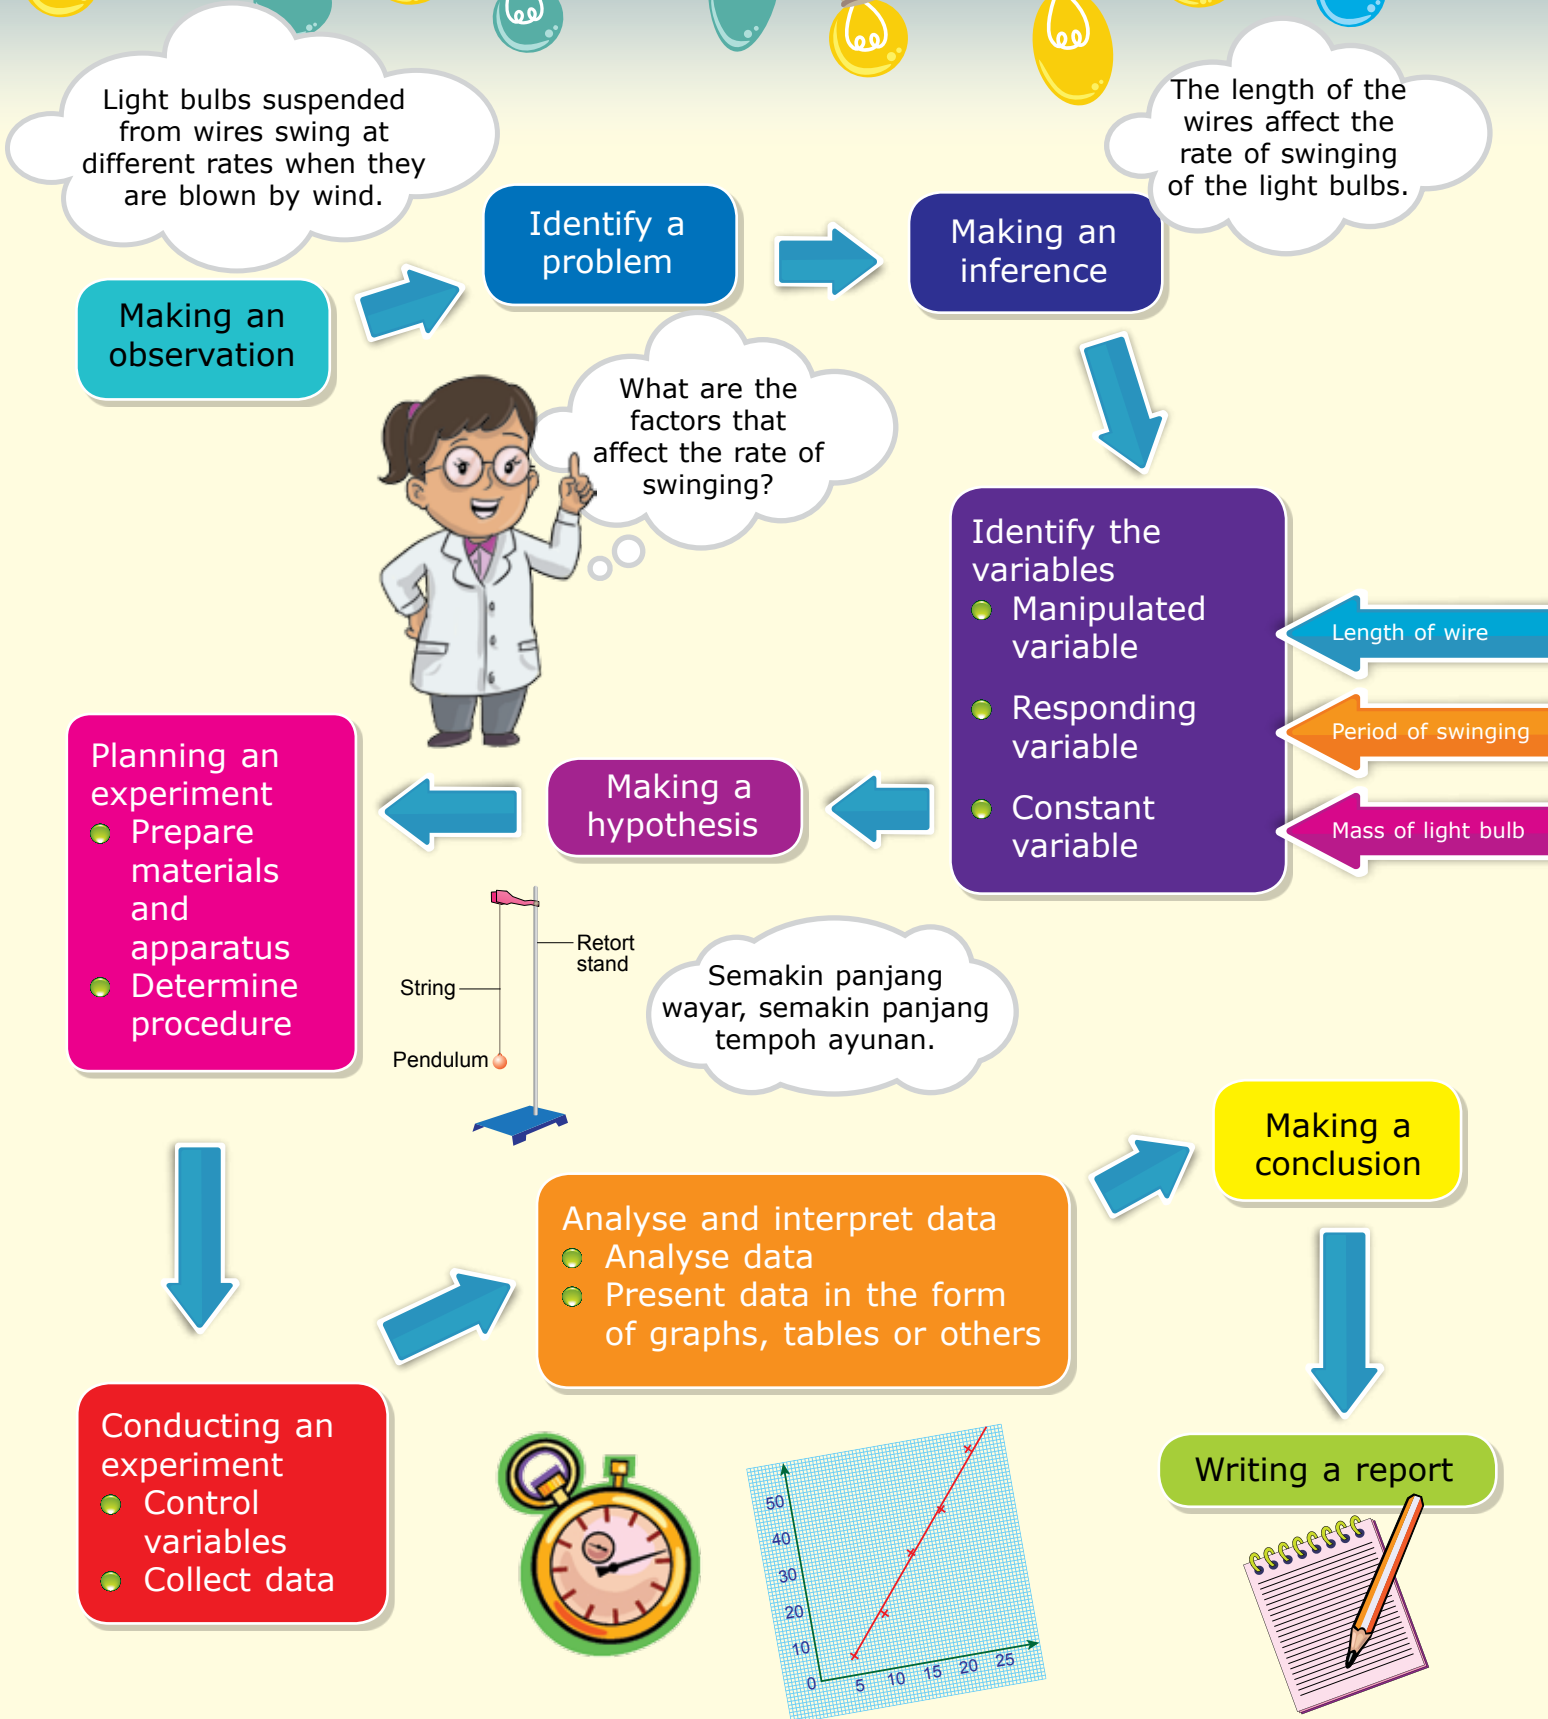 Light bulbs suspended
from wires swing at
different rates when they
are blown by wind.
Making an
observation
Identify a
problem
What are the
factors that
affect the rate of
swinging?
Making an
inference
The length of the
wires affect the
rate of swinging
of the light bulbs.
Identify the
variables
Manipulated
variable
Length of wire
Responding
variable
Period of swinging
Constant
variable
Mass of light bulb
Making a
hypothesis
Semakin panjang
wayar, semakin panjang
tempoh ayunan.
Planning an
experiment
Prepare
materials
and
apparatus
Determine
procedure
Retort
stand
String
Pendulum
Conducting an
experiment
Control
variables
Collect data
Analyse and interpret data
Analyse data
Present data in the form
of graphs, tables or others
50
40
30
20
10
0
5 10 15 20 25
Making a
conclusion
Writing a report